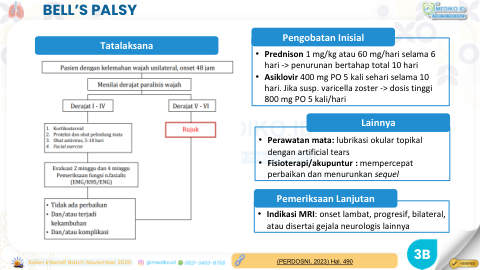 BELL'S PALSY
Tatalaksana
Pasien dengan kelemahan wajah unilateral, onset 48 jam
Menilai derajat paralisis wajah
Derajat I - IV
Derajat V - VI
1. Kortikosteroid
2. Proteksi dan obat pelindung mata
3. Obat antivirus, 5-10 hari
4. Facial exercise
Rujuk
Evaluasi 2 minggu dan 4 minggu
Pemeriksaan fungsi n.fasialis
(EMG/KHS/ENG)
• Tidak ada perbaikan
• Dan/atau terjadi
kekambuhan
• Dan/atau komplikasi
Pengobatan Inisial
• Prednison 1 mg/kg atau 60 mg/hari selama 6
hari -> penurunan bertahap total 10 hari
• Asiklovir 400 mg PO 5 kali sehari selama 10
hari. Jika susp. varicella zoster -> dosis tinggi
800 mg PO 5 kali/hari
Lainnya
• Perawatan mata: lubrikasi okular topikal
dengan artificial tears
• Fisioterapi/akupuntur : mempercepat
perbaikan dan menurunkan sequel
Pemeriksaan Lanjutan
• Indikasi MRI: onset lambat, progresif, bilateral,
atau disertai gejala neurologis lainnya
3B
(PERDOSNI, 2023) Hal. 490